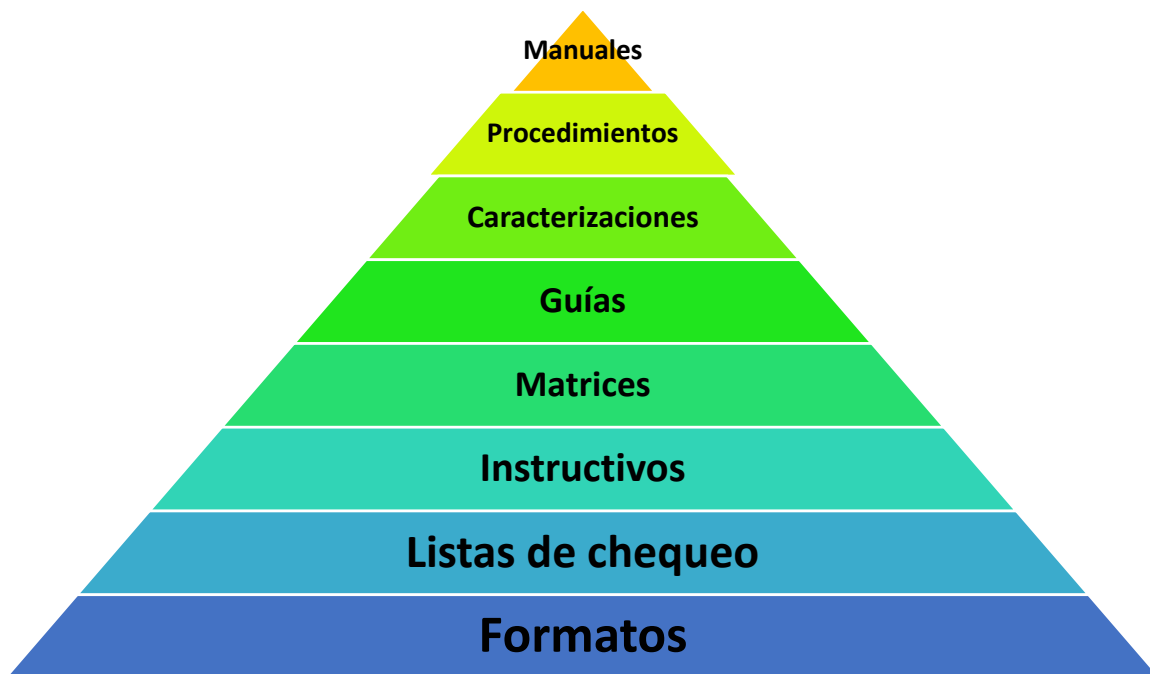 Manuales
Procedimientos
Caracterizaciones
Guías
Matrices
Instructivos
Listas de chequeo
Formatos